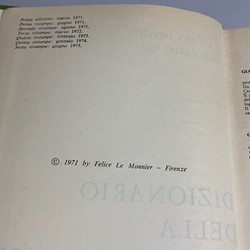 Prima edizione: marzo 1971.
Prima ristampa: giugno 1971.
Seconda ristampa: agosto 1971.
Terza ristampa: marzo 1972.
Quarta ristampa: febbraio 1973.
Quinta ristampa: gennaio 1974.
Sesta ristampa: giugno 1975.
© 1971 by Felice Le Monnier – Firenze
DIZIONARIO
DELLA